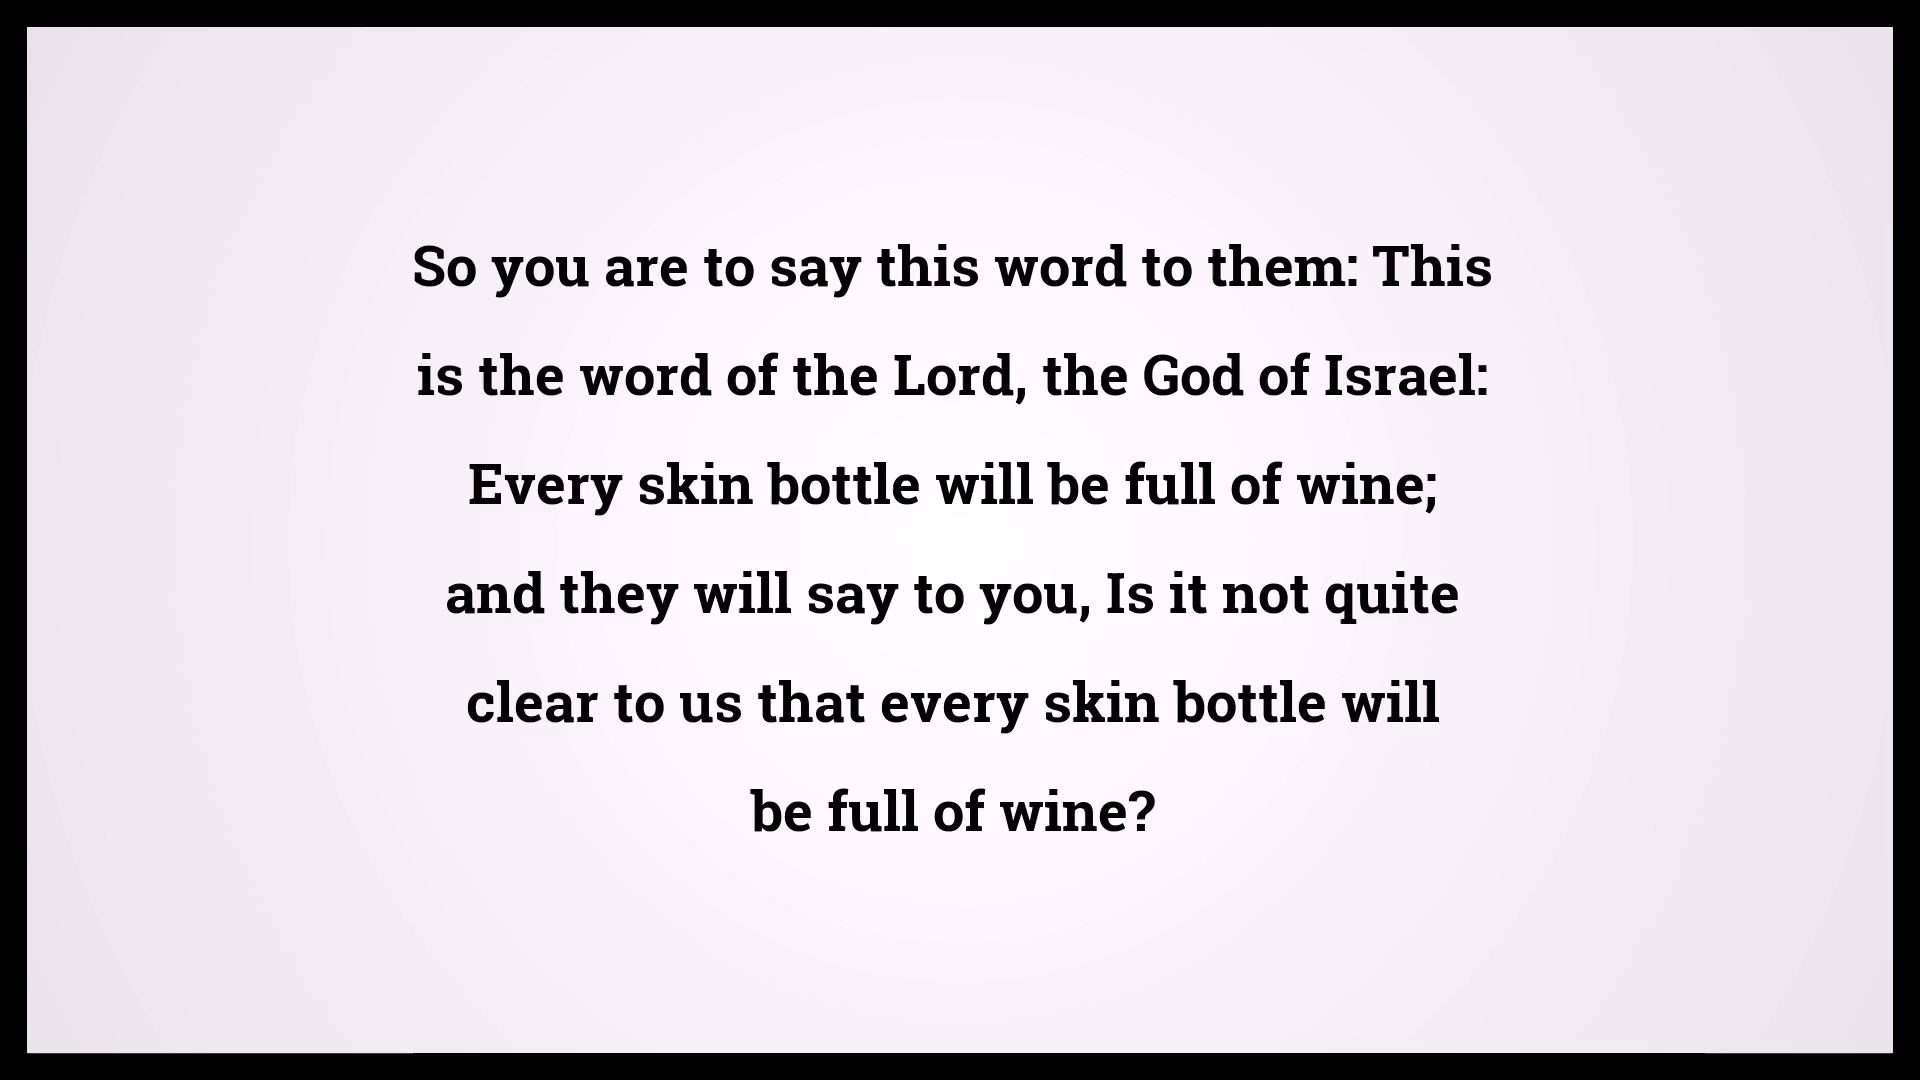 So you are to say this word to them: This
is the word of the Lord, the God of Israel:
Every skin bottle will be full of wine;
and they will say to you, Is it not quite
clear to us that every skin bottle will
be full of wine?